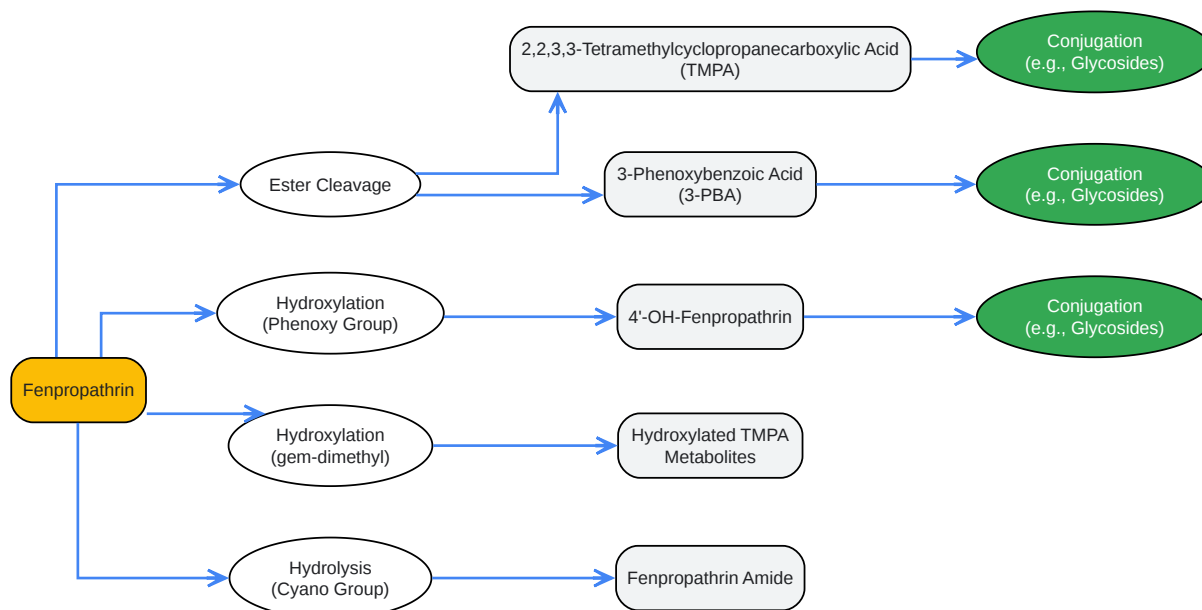 2,2,3,3-Tetramethylcyclopropanecarboxylic Acid
(TMPA)
Conjugation
(e.g., Glycosides)
Ester Cleavage
3-Phenoxybenzoic Acid
(3-PBA)
Conjugation
(e.g., Glycosides)
Hydroxylation
(Phenoxy Group)
4'-OH-Fenpropathrin
Conjugation
(e.g., Glycosides)
Fenpropathrin
Hydroxylation
(gem-dimethyl)
Hydroxylated TMPA
Metabolites
Hydrolysis
(Cyano Group)
Fenpropathrin Amide